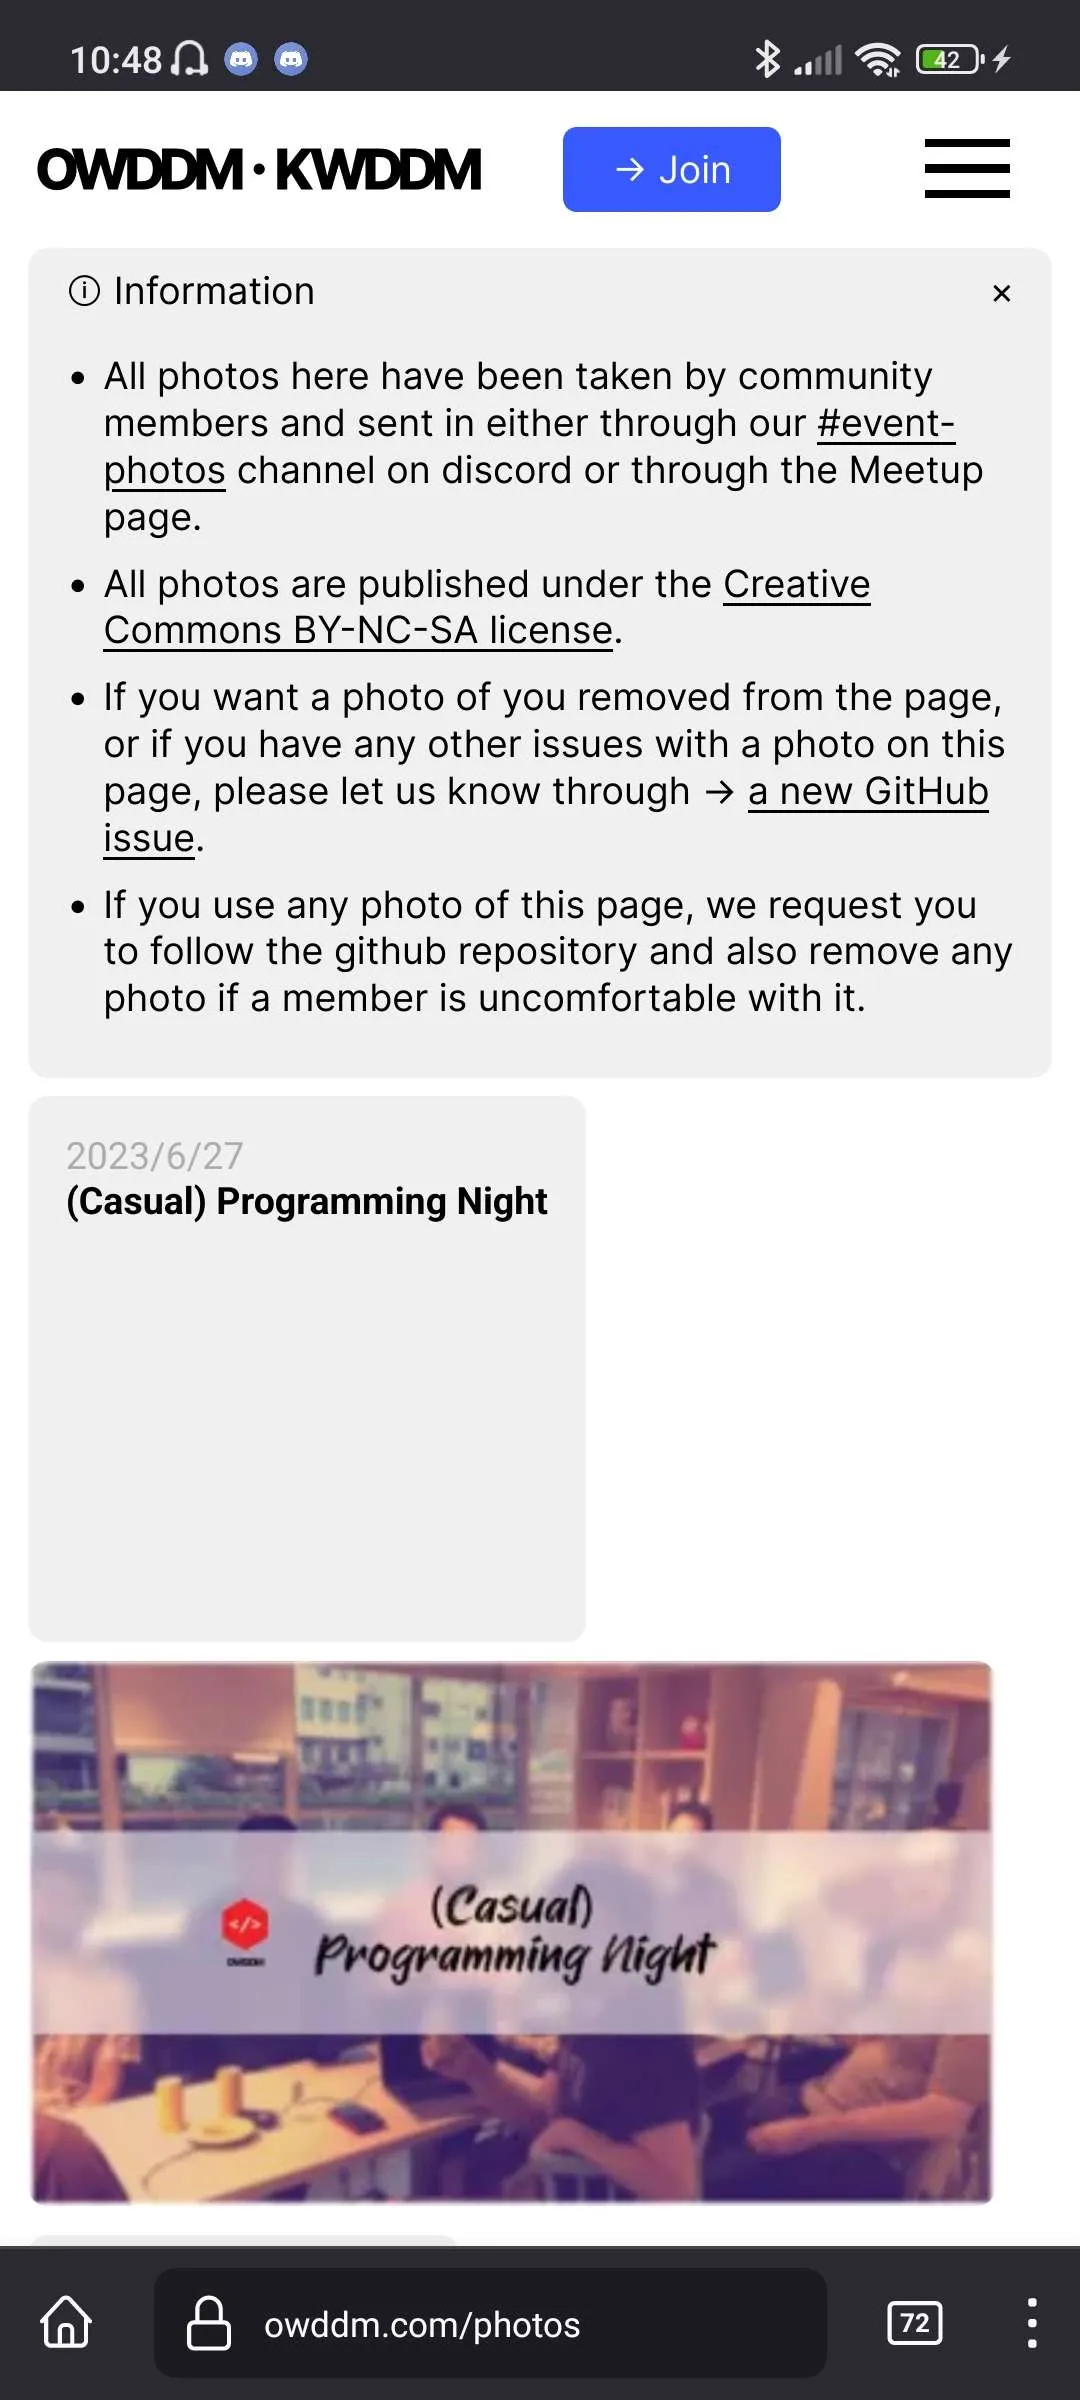 10:48
42
OWDDM · KWDDM
→ Join
Information
×
• All photos here have been taken by community
members and sent in either through our #event-
photos channel on discord or through the Meetup
page.
• All photos are published under the Creative
Commons BY-NC-SA license.
• If you want a photo of you removed from the page,
or if you have any other issues with a photo on this
page, please let us know through → a new GitHub
issue.
• If you use any photo of this page, we request you
to follow the github repository and also remove any
photo if a member is uncomfortable with it.
2023/6/27
(Casual) Programming Night
</>
(Casual)
Programming Night
owddm.com/photos
72